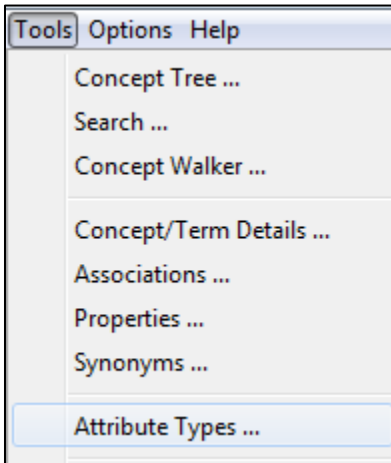 Tools Options Help
Concept Tree ...
Search ...
Concept Walker ...
Concept/Term Details ...
Associations ...
Properties ...
Synonyms ...
Attribute Types ...